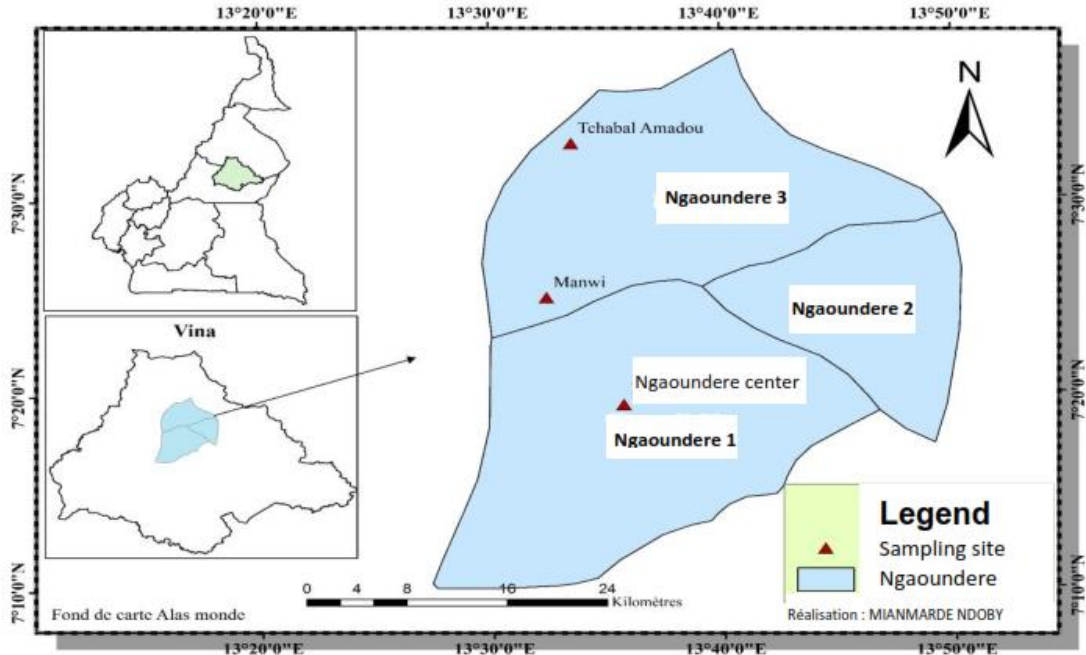 13°20'0"E 13°30'0"E 13°40'0"E 13°50'0"E
N
Tchabal Amadou
7°30'0"N
Ngaoundere 3
7°30'0"N
Manwi
Ngaoundere 2
Vina
7°20'0"N
Ngaoundere center
7°20'0"N
Ngaoundere 1
Legend
Sampling site
Ngaoundere
7°10'0"N
0 4 8 16 24
Kilomètres
7°10'0"N
Fond de carte Alas monde
Réalisation : MIANMARDE NDOBY
13°20'0"E 13°30'0"E 13°40'0"E 13°50'0"E